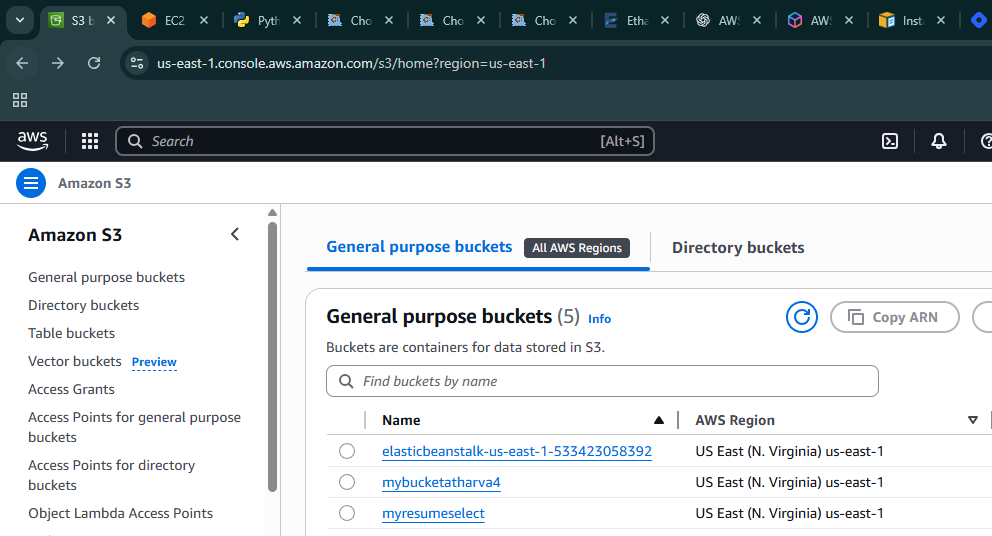 S3 b
EC2
Pyth
Cho
Cho
Cho
Etha
AWS
AWS
Insta
us-east-1.console.aws.amazon.com/s3/home?region=us-east-1
aws
Search
[Alt+S]
Amazon S3
Amazon S3
General purpose buckets
Directory buckets
Table buckets
Vector buckets Preview
Access Grants
Access Points for general purpose
buckets
Access Points for directory
buckets
Object Lambda Access Points
General purpose buckets All AWS Regions
Directory buckets
General purpose buckets (5) Info
Copy ARN
Buckets are containers for data stored in S3.
Find buckets by name
Name AWS Region
elasticbeanstalk-us-east-1-533423058392 US East (N. Virginia) us-east-1
mybucketatharva4 US East (N. Virginia) us-east-1
myresumeselect US East (N. Virginia) us-east-1